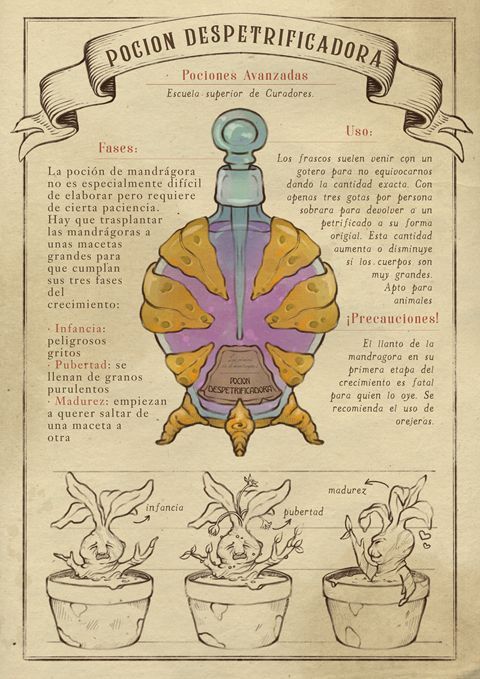 POCION DESPETRIFICADORA
· Pociones Avanzadas
Escuela superior de Curadores.
Fases:
La poción de mandrágora
no es especialmente difícil
de elaborar pero requiere
de cierta paciencia.
Hay que trasplantar
las mandrágoras a
unas macetas
grandes para
que cumplan
sus tres fases
del
crecimiento:
· Infancia:
peligrosos
gritos
· Pubertad: se
llenan de granos
purulentos
· Madurez: empiezan
a querer saltar de
una maceta a
otra
Uso:
Los frascos suelen venir con un
gotero para no equivocarnos
dando la cantidad exacta. Con
apenas tres gotas por persona
sobrara para devolver a un
petrificado a su forma
origial. Esta cantidad
aumenta o disminuye
si los cuerpos son
muy grandes.
Apto para
animales
¡Precauciones!
El llanto de la
mandragora en su
primera etapa del
crecimiento es fatal
para quien lo oye. Se
recomienda el uso de
orejeras.
POCION
DESPETRIFICADORA
infancia
pubertad
madurez